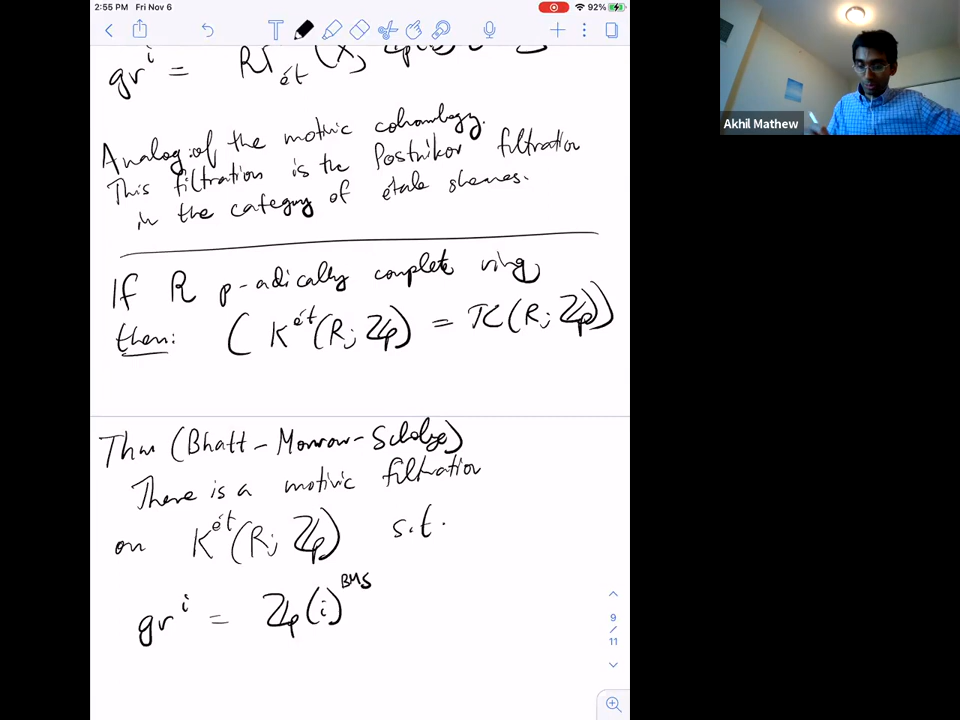 2:55 PM Fri Nov 6
92%
gr^i = RΓ_ét (X,
Analog of the motivic cohomology.
This filtration is the Postnikov filtration
in the category of étale sheaves.
If R p-adically complete ring
then: ( K^ét(R; Zp) = TC(R; Zp))
Thm (Bhatt-Morrow-Scholze)
There is a motivic filtration
on K^ét(R; Zp) s.t.
gr^i = Zp(i)^BMS
9
/
11
Akhil Mathew